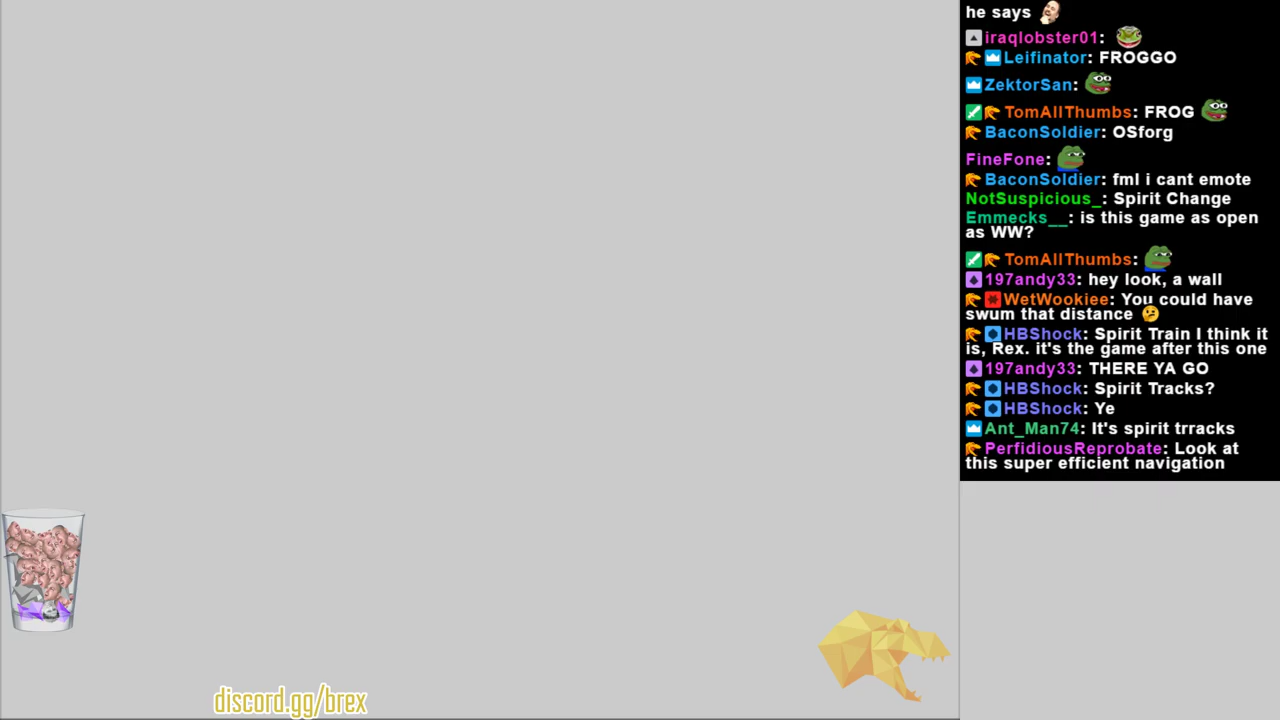 he says
iraqlobster01:
Leifinator: FROGGO
ZektorSan:
TomAllThumbs: FROG
BaconSoldier: OSforg
FineFone:
BaconSoldier: fml i cant emote
NotSuspicious_: Spirit Change
Emmecks__: is this game as open
as WW?
TomAllThumbs:
197andy33: hey look, a wall
WetWookiee: You could have
swum that distance
HBShock: Spirit Train I think it
is, Rex. it's the game after this one
197andy33: THERE YA GO
HBShock: Spirit Tracks?
HBShock: Ye
Ant_Man74: It's spirit trracks
PerfidiousReprobate: Look at
this super efficient navigation
discord.gg/brex